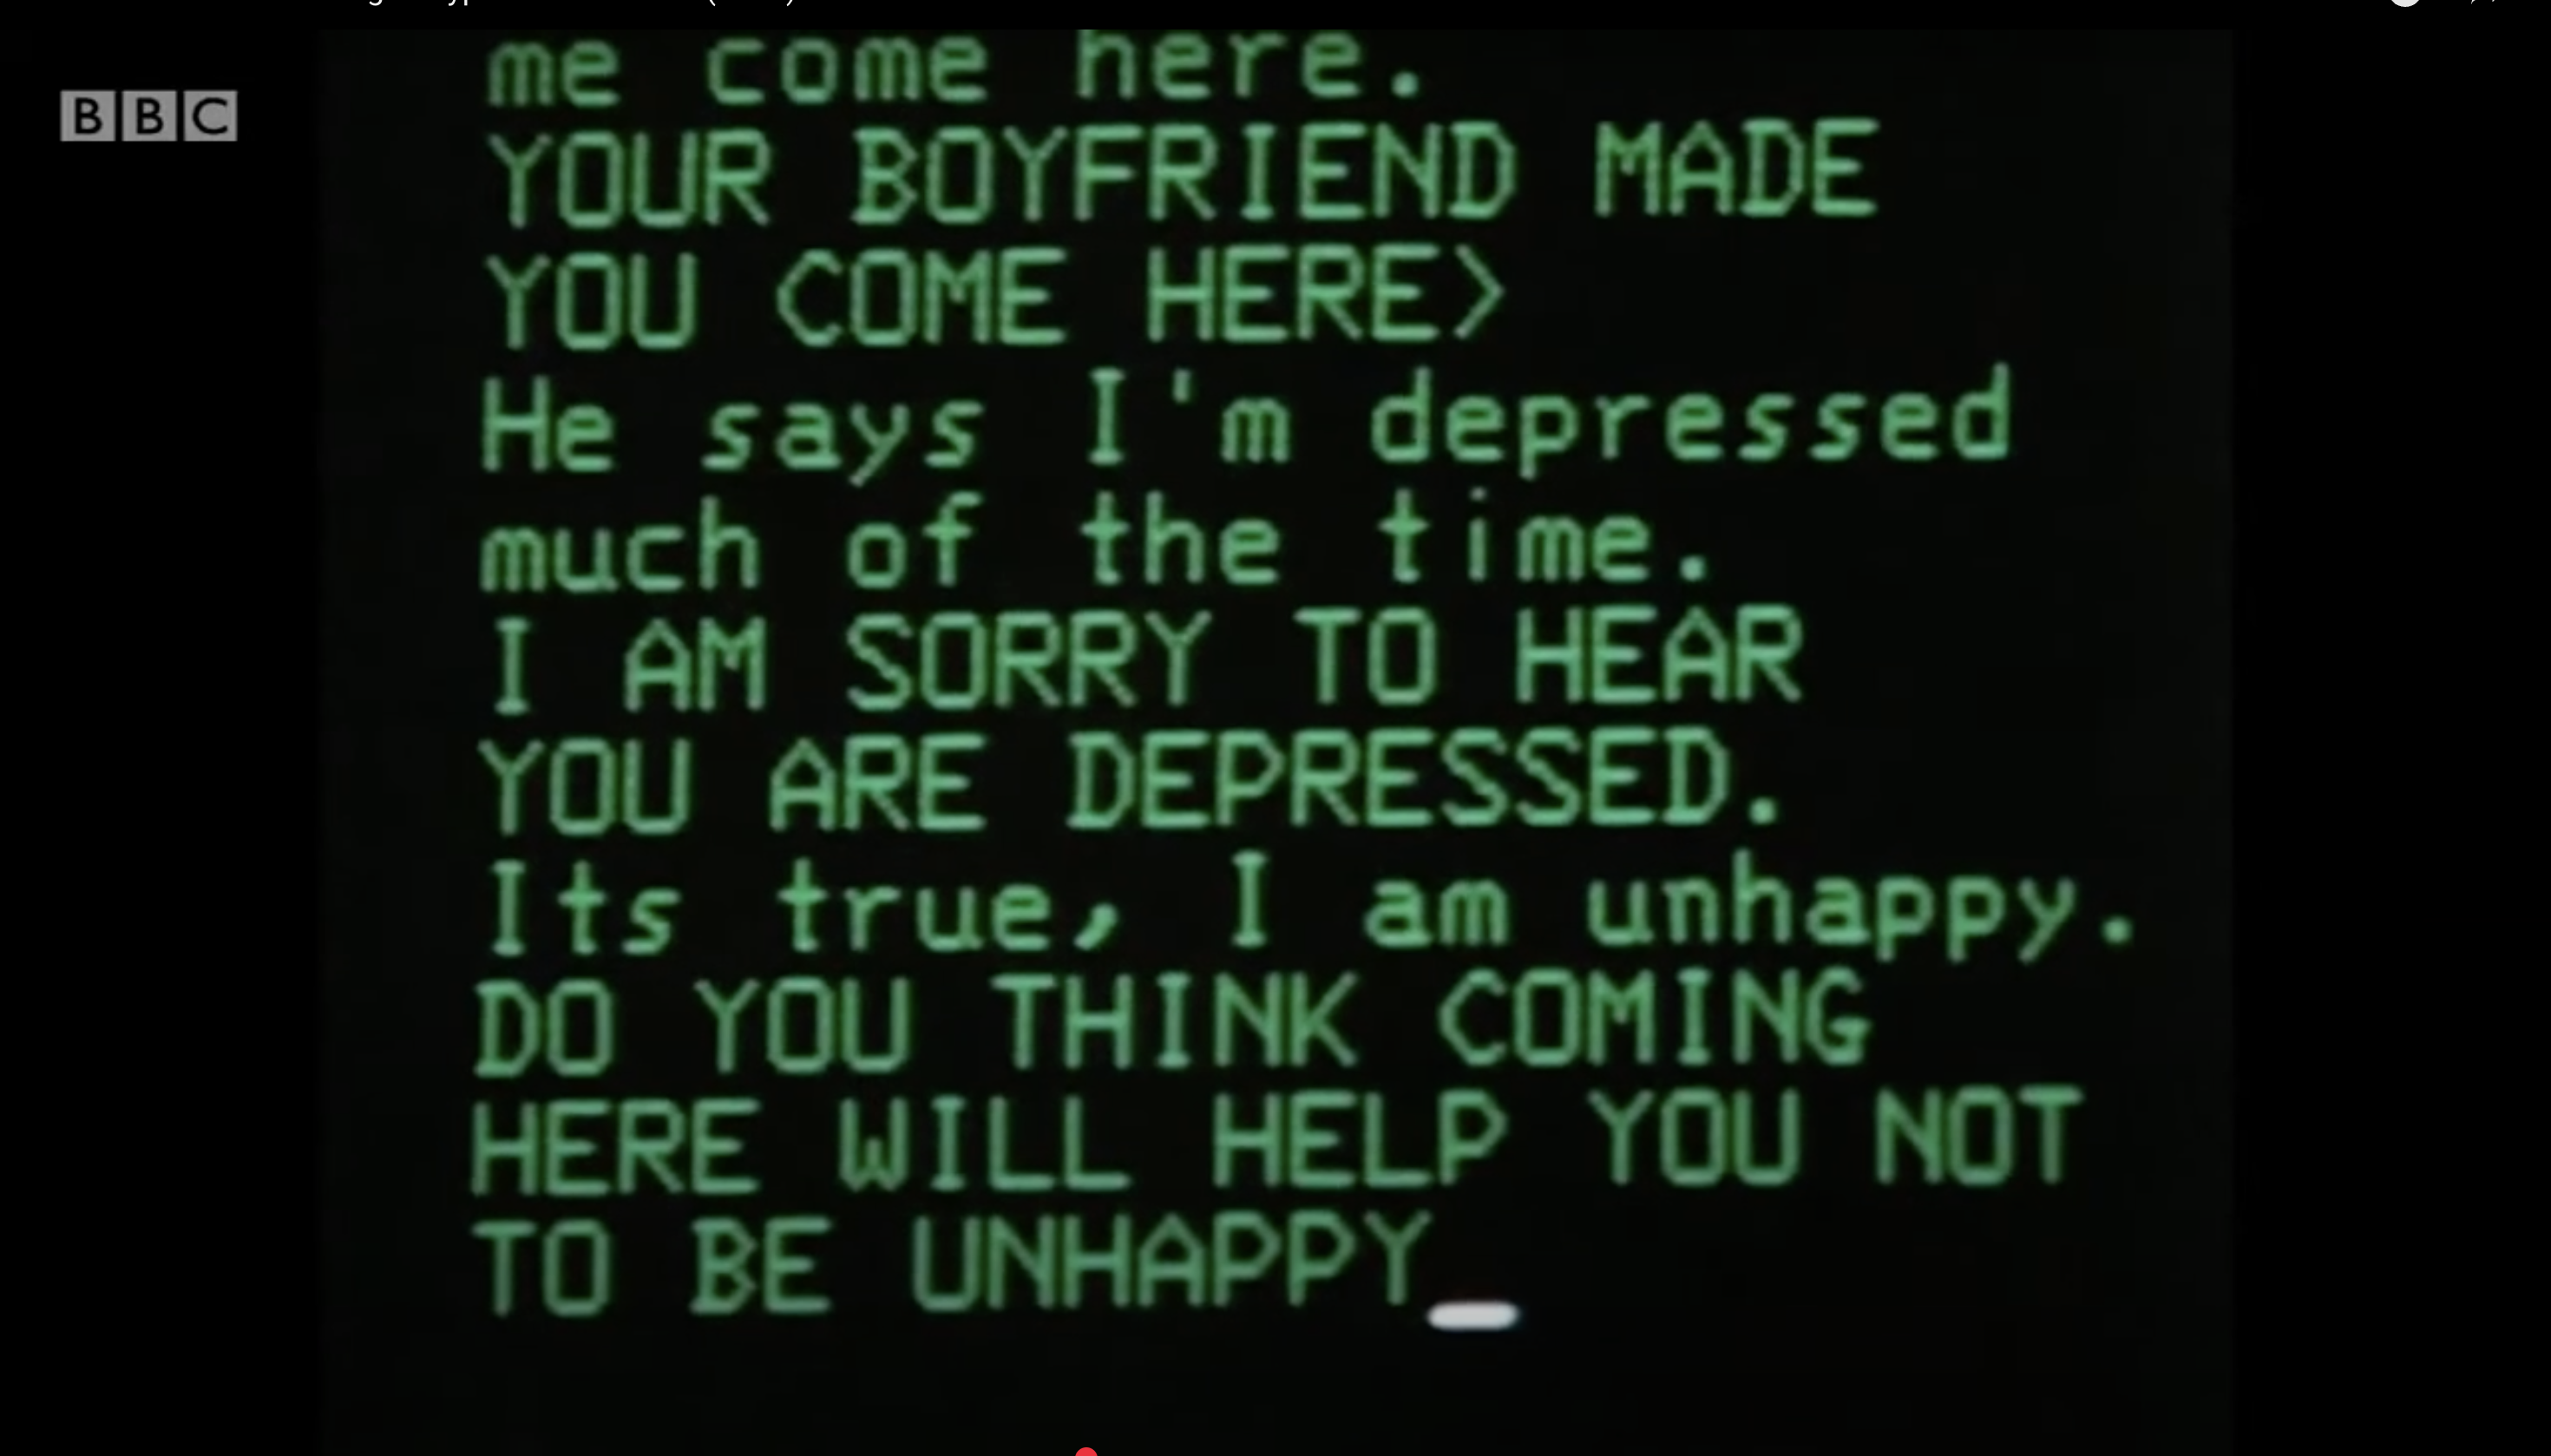 BBC
me come here.
YOUR BOYFRIEND MADE
YOU COME HERE>
He says I'm depressed
much of the time.
I AM SORRY TO HEAR
YOU ARE DEPRESSED.
Its true, I am unhappy.
DO YOU THINK COMING
HERE WILL HELP YOU NOT
TO BE UNHAPPY_